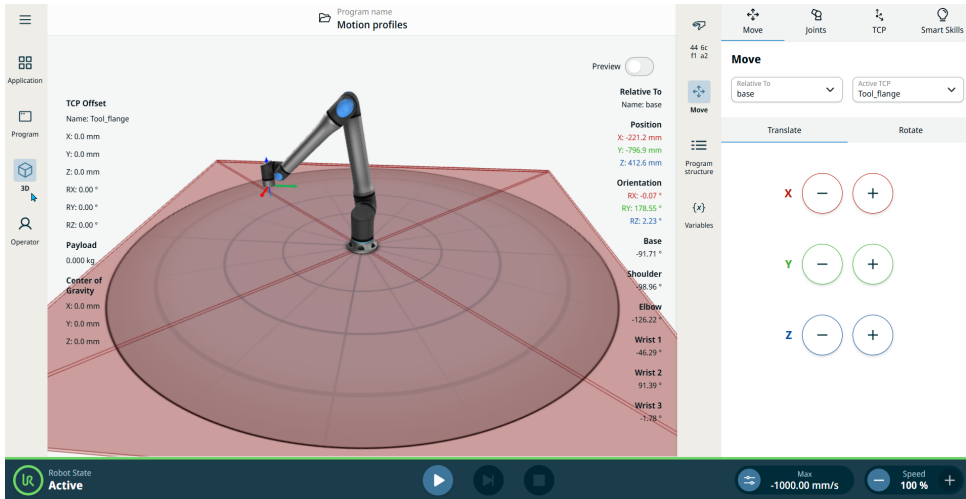 Program name
Motion profiles
Application
Program
3D
Operator
TCP Offset
Name: Tool_flange
X: 0.0 mm
Y: 0.0 mm
Z: 0.0 mm
RX: 0.00 °
RY: 0.00 °
RZ: 0.00 °
Payload
0.000 kg
Center of
Gravity
X: 0.0 mm
Y: 0.0 mm
Z: 0.0 mm
Preview
Relative To
Name: base
Position
X: -221.2 mm
Y: -796.9 mm
Z: 412.6 mm
Orientation
RX: -0.07 °
RY: 178.55 °
RZ: 2.23 °
Base
-91.71 °
Shoulder
-98.96 °
Elbow
-126.22 °
Wrist 1
-46.29 °
Wrist 2
91.39 °
Wrist 3
-1.78 °
44 6c
f1 a2
Move
Program
structure
{x}
Variables
Move
Joints
TCP
Smart Skills
Move
Relative To
base
Active TCP
Tool_flange
Translate
Rotate
X − +
Y − +
Z − +
UR
Robot State
Active
Max
-1000.00 mm/s
− Speed +
100 %